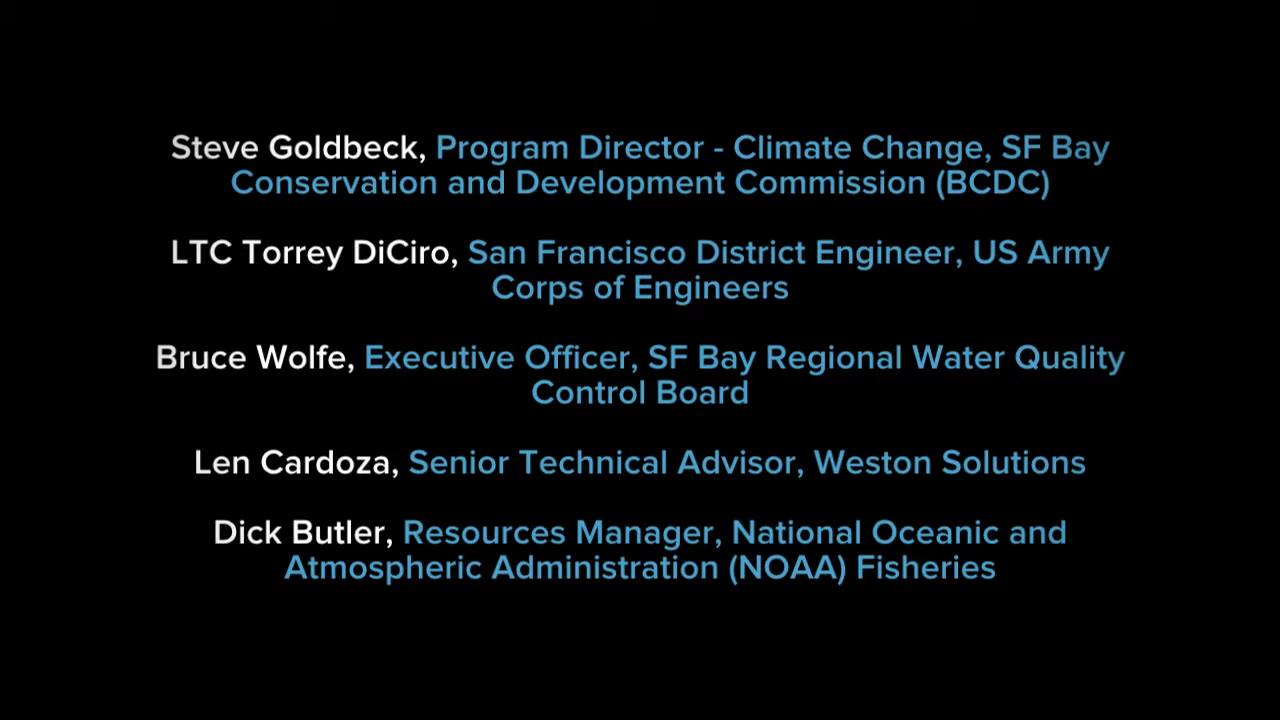 Steve Goldbeck, Program Director - Climate Change, SF Bay
Conservation and Development Commission (BCDC)
LTC Torrey DiCiro, San Francisco District Engineer, US Army
Corps of Engineers
Bruce Wolfe, Executive Officer, SF Bay Regional Water Quality
Control Board
Len Cardoza, Senior Technical Advisor, Weston Solutions
Dick Butler, Resources Manager, National Oceanic and
Atmospheric Administration (NOAA) Fisheries